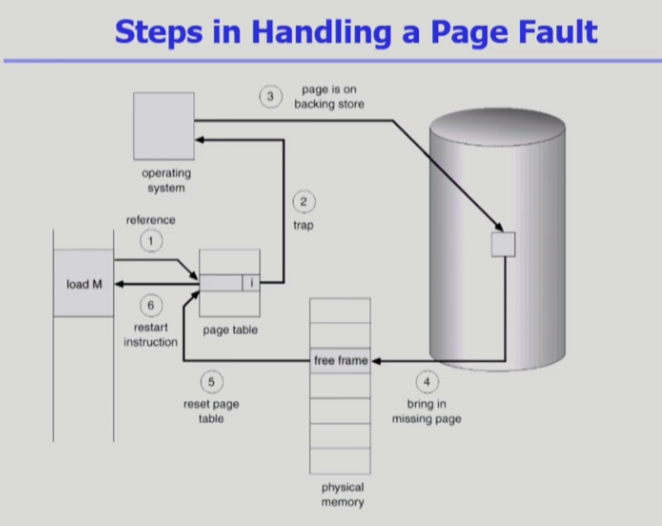 Steps in Handling a Page Fault
3
page is on
backing store
operating
system
2
trap
reference
1
load M
i
6
restart
instruction
page table
free frame
5
reset page
table
4
bring in
missing page
physical
memory